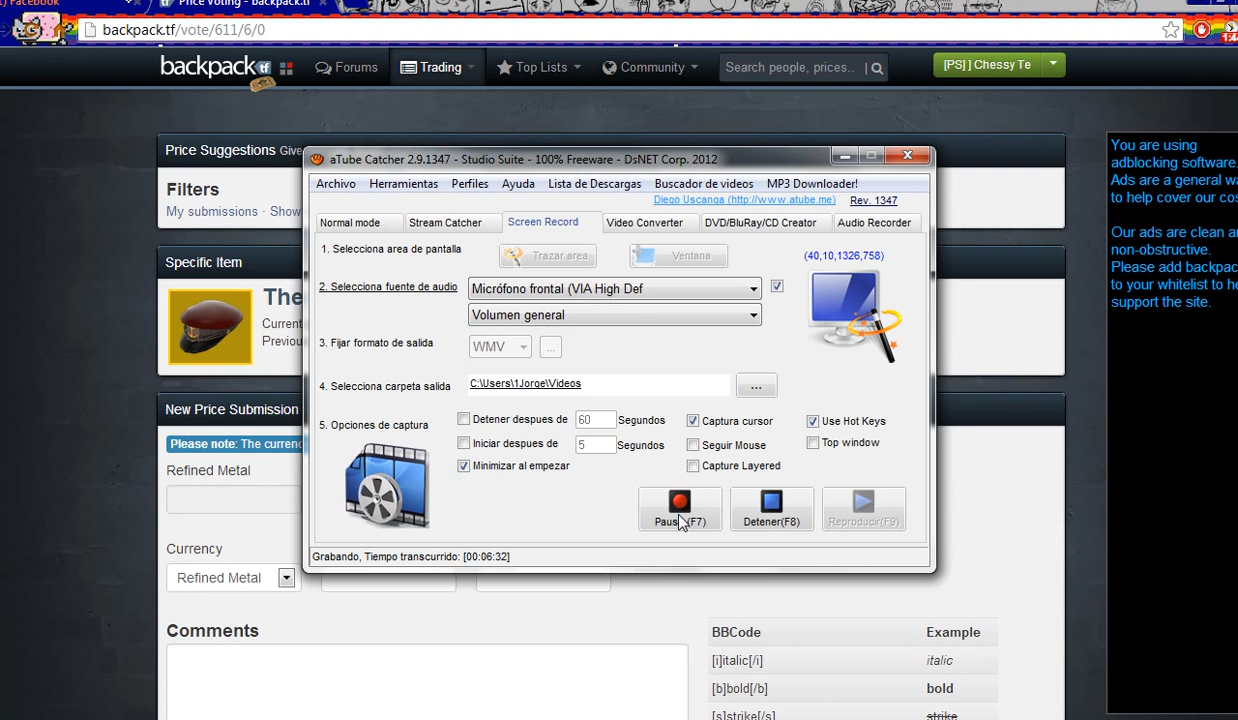 Facebook
Price Voting - backpack.tf
backpack.tf/vote/611/6/0
backpack tf
Forums
Trading
Top Lists
Community
Search people, prices..
[PS] ] Chessy Te
Price Suggestions Give
Filters
My submissions · Show
Specific Item
The
Current
Previou
New Price Submission
Please note: The currenc
Refined Metal
Currency
Refined Metal
Comments
BBCode Example
[i]italic[/i] italic
[b]bold[/b] bold
[s]strike[/s] strike
You are using
adblocking software.
Ads are a general wa
to help cover our cos
Our ads are clean an
non-obstructive.
Please add backpac
to your whitelist to he
support the site.
aTube Catcher 2.9.1347 - Studio Suite - 100% Freeware - DsNET Corp. 2012
Archivo Herramientas Perfiles Ayuda Lista de Descargas Buscador de videos MP3 Downloader!
Diego Uscanga (http://www.atube.me) Rev. 1347
Normal mode Stream Catcher Screen Record Video Converter DVD/BluRay/CD Creator Audio Recorder
1. Selecciona area de pantalla Trazar area Ventana (40,10,1326,758)
2. Selecciona fuente de audio Micrófono frontal (VIA High Def
Volumen general
3. Fijar formato de salida WMV ...
4. Selecciona carpeta salida C:\Users\1Jorge\Videos ...
5. Opciones de captura
Detener despues de 60 Segundos
Iniciar despues de 5 Segundos
Minimizar al empezar
Captura cursor
Seguir Mouse
Capture Layered
Use Hot Keys
Top window
Detener(F8) Reproducir(F9)
Grabando, Tiempo transcurrido: [00:06:32]